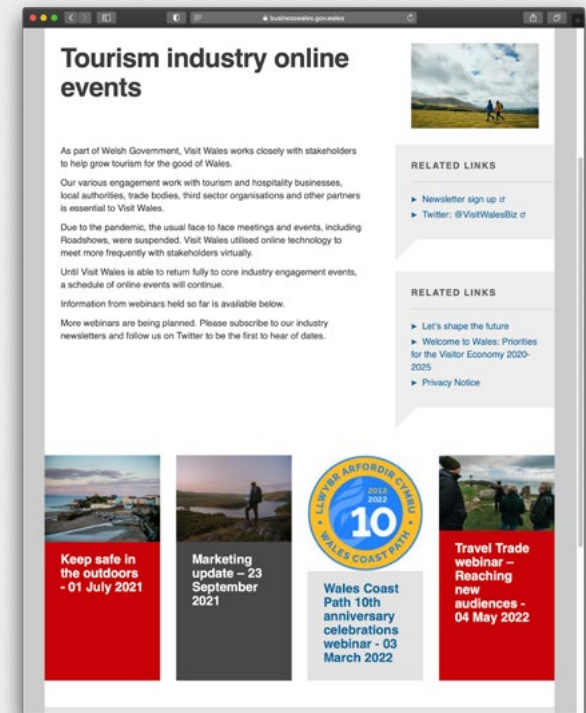 businesswales.gov.wales
Tourism industry online
events
As part of Welsh Government, Visit Wales works closely with stakeholders
to help grow tourism for the good of Wales.
Our various engagement work with tourism and hospitality businesses,
local authorities, trade bodies, third sector organisations and other partners
is essential to Visit Wales.
Due to the pandemic, the usual face to face meetings and events, including
Roadshows, were suspended. Visit Wales utilised online technology to
meet more frequently with stakeholders virtually.
Until Visit Wales is able to return fully to core industry engagement events,
a schedule of online events will continue.
Information from webinars held so far is available below.
More webinars are being planned. Please subscribe to our industry
newsletters and follow us on Twitter to be the first to hear of dates.
RELATED LINKS
► Newsletter sign up
► Twitter: @VisitWalesBiz
RELATED LINKS
► Let's shape the future
► Welcome to Wales: Priorities
for the Visitor Economy 2020-
2025
► Privacy Notice
Keep safe in
the outdoors
- 01 July 2021
Marketing
update – 23
September
2021
LLWYBR ARFORDIR CYMRU
2012
2022
10
WALES COAST PATH
Wales Coast
Path 10th
anniversary
celebrations
webinar - 03
March 2022
Travel Trade
webinar –
Reaching
new
audiences -
04 May 2022